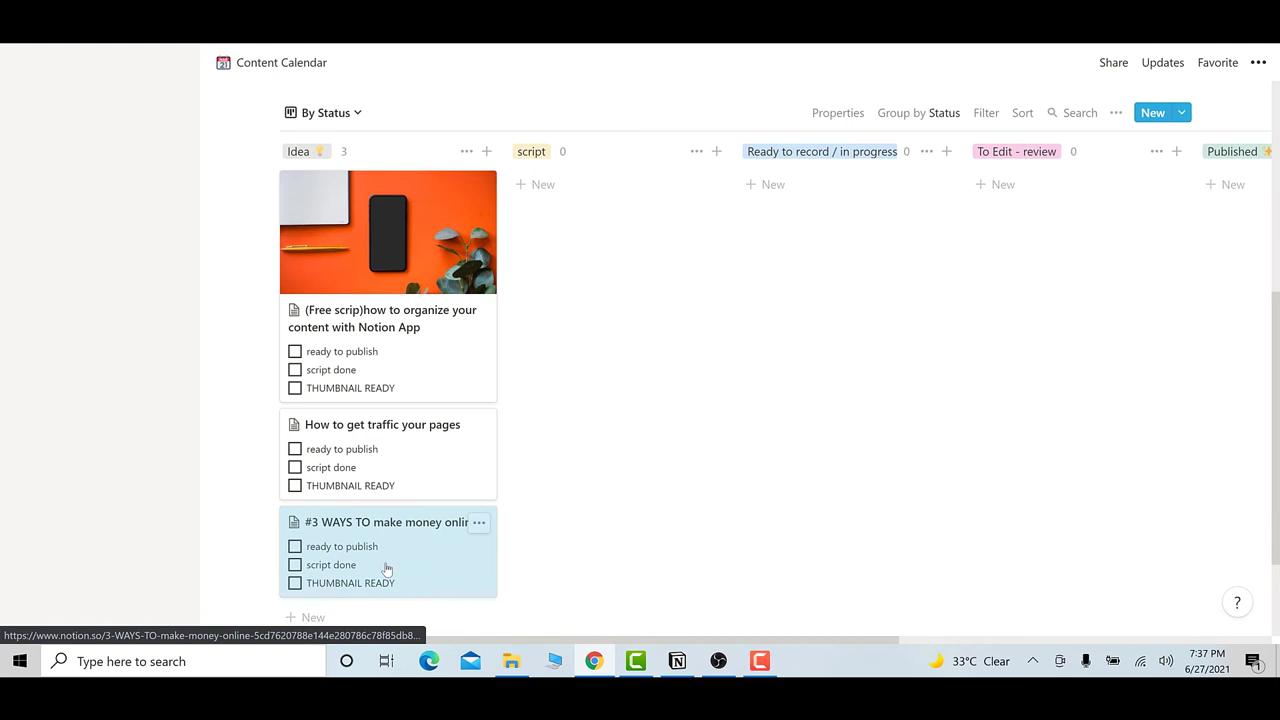 Content Calendar
Share Updates Favorite •••
By Status
Properties Group by Status Filter Sort Search ••• New
Idea 3 ••• +
script 0 ••• +
Ready to record / in progress 0 ••• +
To Edit - review 0 ••• +
Published
+ New
+ New
+ New
+ New
(Free scrip)how to organize your
content with Notion App
ready to publish
script done
THUMBNAIL READY
How to get traffic your pages
ready to publish
script done
THUMBNAIL READY
#3 WAYS TO make money onlin •••
ready to publish
script done
THUMBNAIL READY
+ New
?
https://www.notion.so/3-WAYS-TO-make-money-online-5cd7620788e144e280786c78f85db8...
Type here to search
33°C Clear
7:37 PM
6/27/2021
1